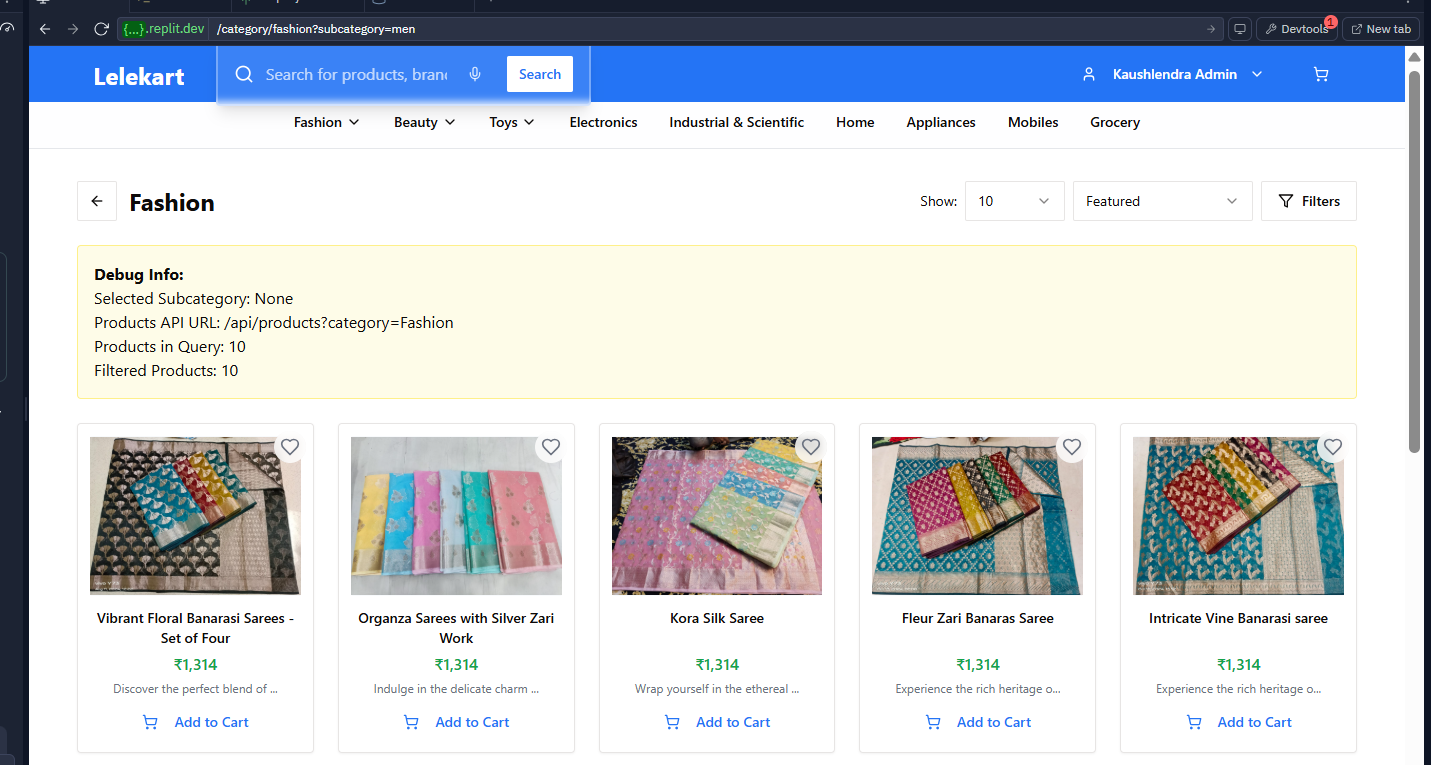 {...}.replit.dev /category/fashion?subcategory=men
Devtools 1
New tab
Lelekart
Search for products, bran
Search
Kaushlendra Admin
Fashion
Beauty
Toys
Electronics
Industrial & Scientific
Home
Appliances
Mobiles
Grocery
Fashion
Show:
10
Featured
Filters
Debug Info:
Selected Subcategory: None
Products API URL: /api/products?category=Fashion
Products in Query: 10
Filtered Products: 10
Vibrant Floral Banarasi Sarees -
Set of Four
₹1,314
Discover the perfect blend of ...
Add to Cart
Organza Sarees with Silver Zari
Work
₹1,314
Indulge in the delicate charm ...
Add to Cart
Kora Silk Saree
₹1,314
Wrap yourself in the ethereal ...
Add to Cart
Fleur Zari Banaras Saree
₹1,314
Experience the rich heritage o...
Add to Cart
Intricate Vine Banarasi saree
₹1,314
Experience the rich heritage o...
Add to Cart